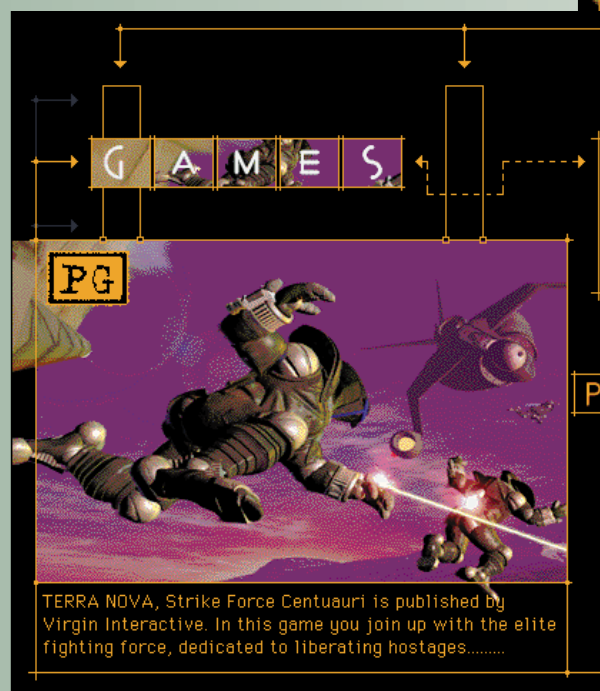 GAMES
PG
P
TERRA NOVA, Strike Force Centuauri is published by
Virgin Interactive. In this game you join up with the elite
fighting force, dedicated to liberating hostages.........